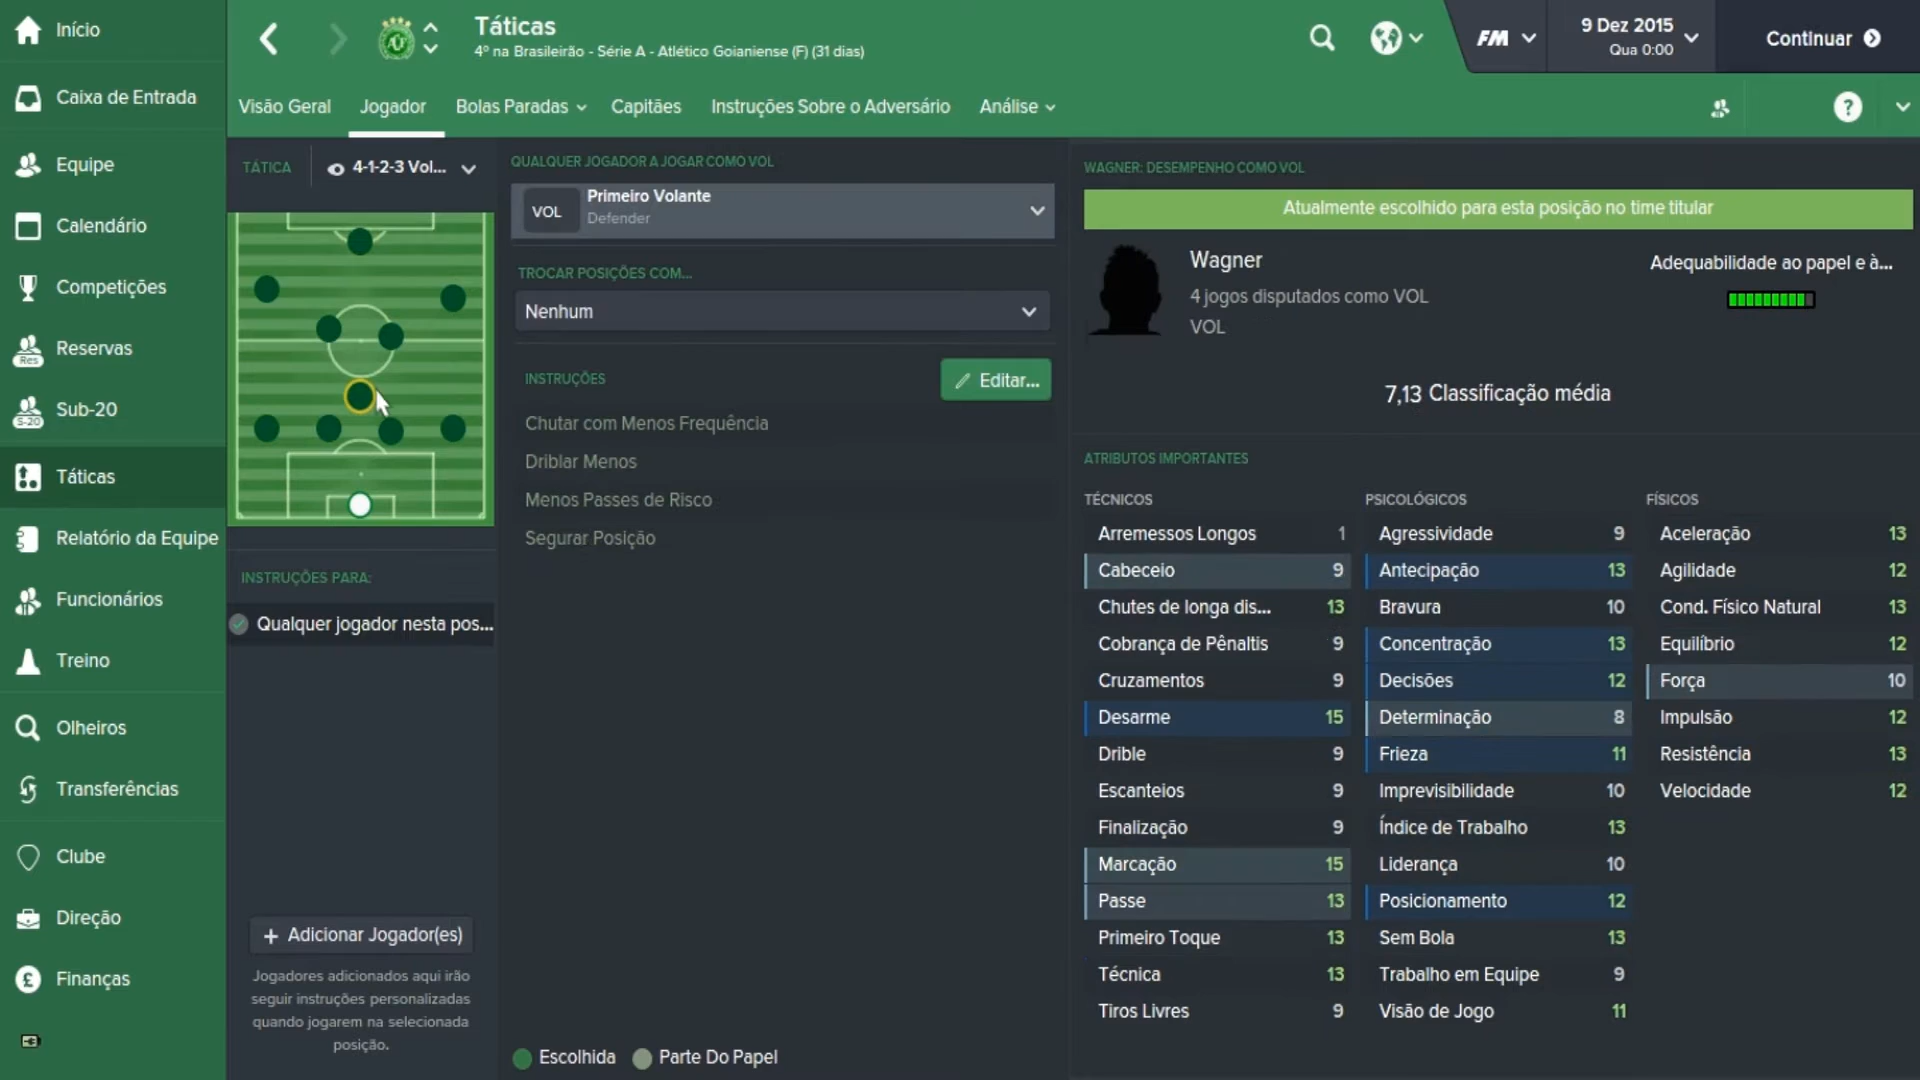 Início
Caixa de Entrada
Equipe
Calendário
Competições
Reservas
Res
Sub-20
S-20
Táticas
Relatório da Equipe
Funcionários
Treino
Olheiros
Transferências
Clube
Direção
Finanças
Táticas
4º na Brasileirão - Série A - Atlético Goianiense (F) (31 dias)
FM
9 Dez 2015
Qua 0:00
Continuar
Visão Geral
Jogador
Bolas Paradas
Capitães
Instruções Sobre o Adversário
Análise
?
TÁTICA
4-1-2-3 Vol...
INSTRUÇÕES PARA:
Qualquer jogador nesta pos...
+ Adicionar Jogador(es)
Jogadores adicionados aqui irão
seguir instruções personalizadas
quando jogarem na selecionada
posição.
QUALQUER JOGADOR A JOGAR COMO VOL
VOL
Primeiro Volante
Defender
TROCAR POSIÇÕES COM...
Nenhum
INSTRUÇÕES
Editar...
Chutar com Menos Frequência
Driblar Menos
Menos Passes de Risco
Segurar Posição
Escolhida
Parte Do Papel
WAGNER: DESEMPENHO COMO VOL
Atualmente escolhido para esta posição no time titular
Wagner
4 jogos disputados como VOL
VOL
Adequabilidade ao papel e à...
7,13 Classificação média
ATRIBUTOS IMPORTANTES
TÉCNICOS
Arremessos Longos 1
Cabeceio 9
Chutes de longa dis... 13
Cobrança de Pênaltis 9
Cruzamentos 9
Desarme 15
Drible 9
Escanteios 9
Finalização 9
Marcação 15
Passe 13
Primeiro Toque 13
Técnica 13
Tiros Livres 9
PSICOLÓGICOS
Agressividade 9
Antecipação 13
Bravura 10
Concentração 13
Decisões 12
Determinação 8
Frieza 11
Imprevisibilidade 10
Índice de Trabalho 13
Liderança 10
Posicionamento 12
Sem Bola 13
Trabalho em Equipe 9
Visão de Jogo 11
FÍSICOS
Aceleração 13
Agilidade 12
Cond. Físico Natural 13
Equilíbrio 12
Força 10
Impulsão 12
Resistência 13
Velocidade 12